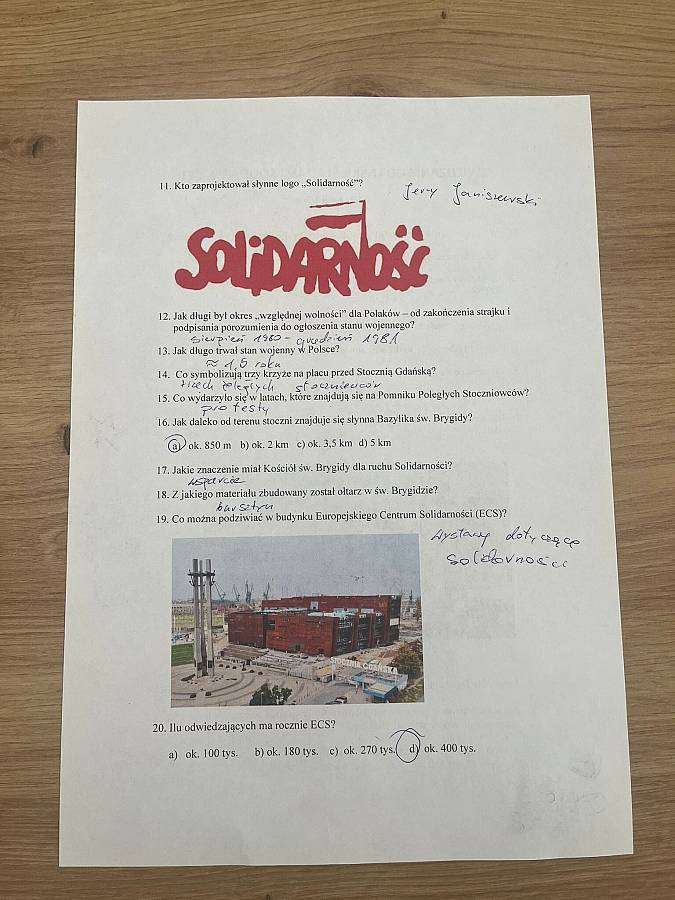 11. Kto zaprojektował słynne logo „Solidarność”?
Jerzy Janiszewski
SOLIDARNOŚĆ
12. Jak długi był okres „względnej wolności” dla Polaków – od zakończenia strajku i
podpisania porozumienia do ogłoszenia stanu wojennego?
sierpień 1980 - grudzień 1981
13. Jak długo trwał stan wojenny w Polsce?
≈ 1,5 roku
14. Co symbolizują trzy krzyże na placu przed Stocznią Gdańską?
trzech poległych stoczniowców
15. Co wydarzyło się w latach, które znajdują się na Pomniku Poległych Stoczniowców?
protesty
16. Jak daleko od terenu stoczni znajduje się słynna Bazylika św. Brygidy?
a) ok. 850 m b) ok. 2 km c) ok. 3,5 km d) 5 km
17. Jakie znaczenie miał Kościół św. Brygidy dla ruchu Solidarności?
wsparcie
18. Z jakiego materiału zbudowany został ołtarz w św. Brygidzie?
bursztyn
19. Co można podziwiać w budynku Europejskiego Centrum Solidarności (ECS)?
wystawy dotyczące
solidarności
STOCZNIA GDAŃSKA
20. Ilu odwiedzających ma rocznie ECS?
a) ok. 100 tys. b) ok. 180 tys. c) ok. 270 tys. d) ok. 400 tys.